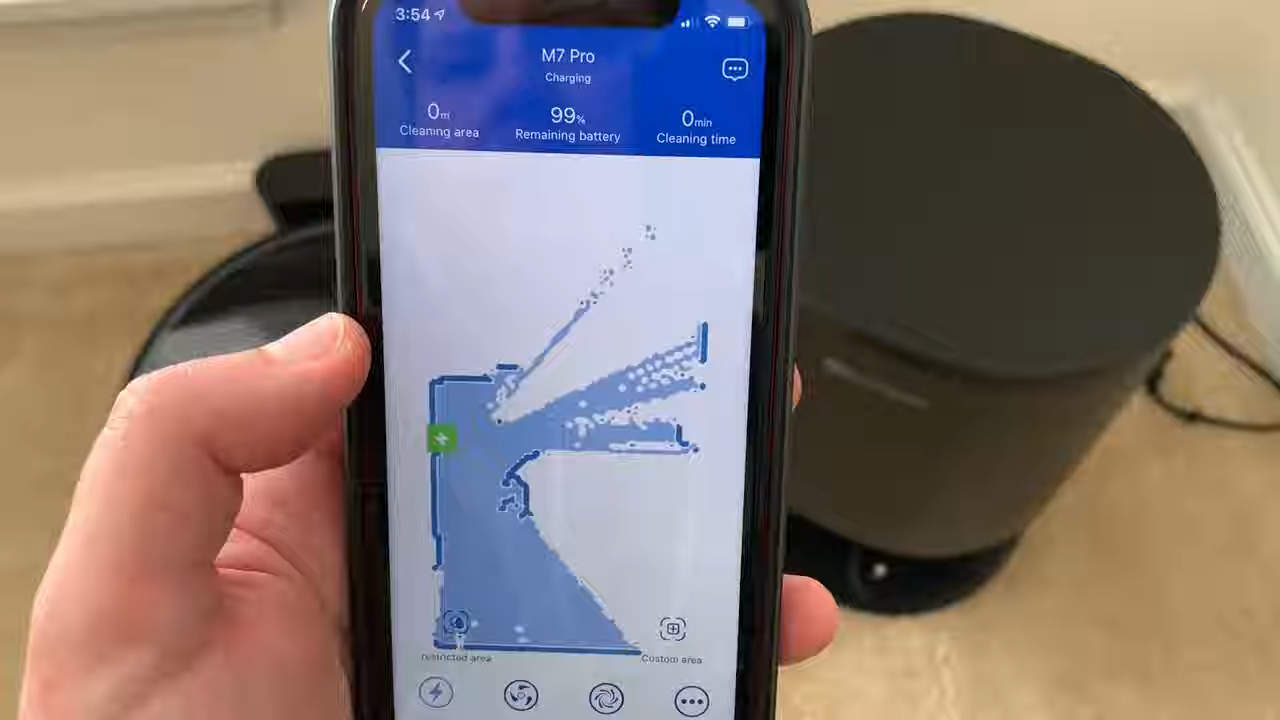 3:54
M7 Pro
Charging
0m 99% 0min
Cleaning area Remaining battery Cleaning time
restricted area Custom area